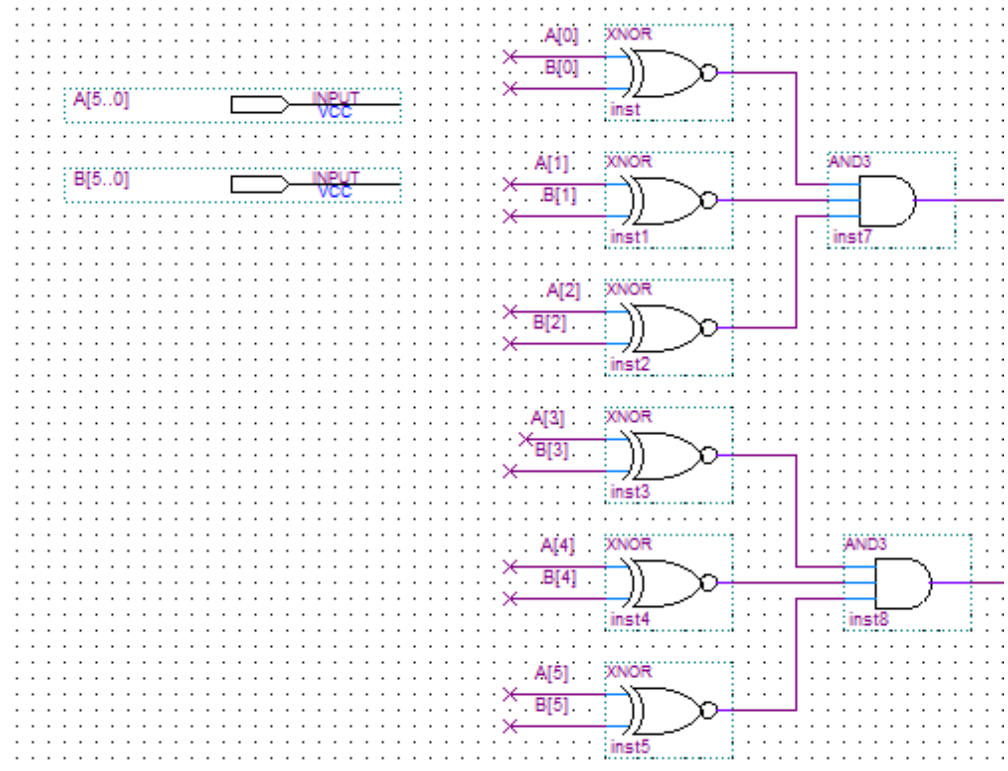 A[5..0]
INPUT
VCC
B[5..0]
INPUT
VCC
A[0]
B[0]
XNOR
inst
A[1]
B[1]
XNOR
inst1
AND3
inst7
A[2]
B[2]
XNOR
inst2
A[3]
B[3]
XNOR
inst3
A[4]
B[4]
XNOR
inst4
AND3
inst8
A[5]
B[5]
XNOR
inst5